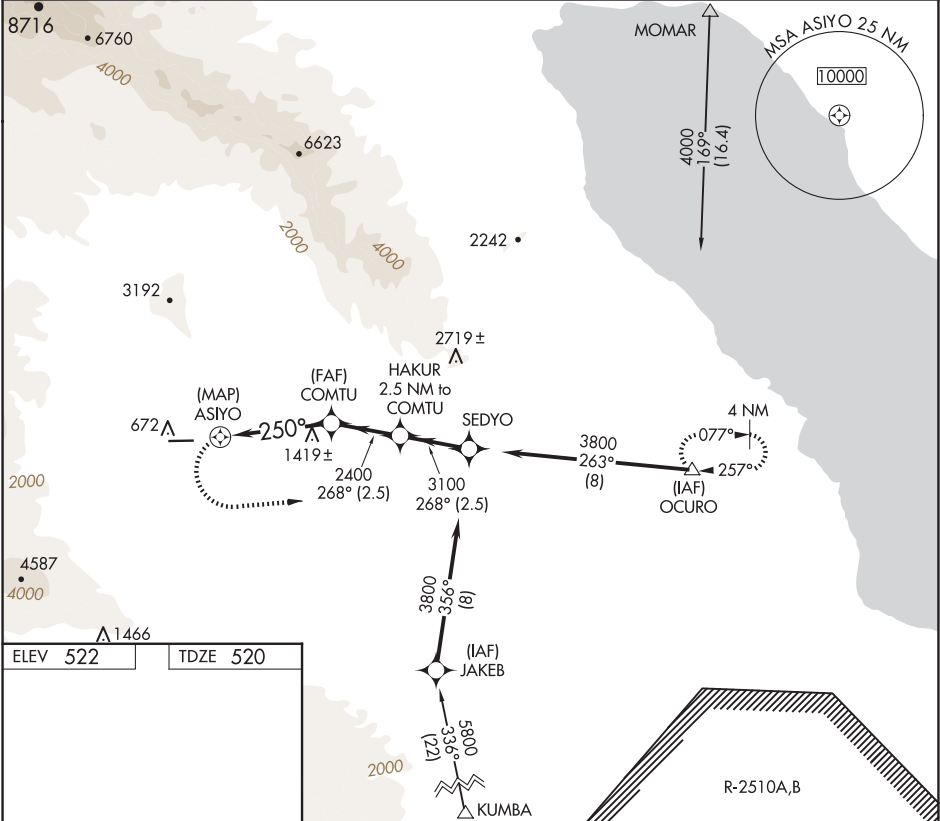 8716
6760
4000
6623
2000
4000
2242
3192
2719 ±
MOMAR
4000
169°
(16.4)
MSA ASIYO 25 NM
10000
(MAP)
ASIYO
(FAF)
COMTU
HAKUR
2.5 NM to
COMTU
SEDYO
672
250°
1419 ±
2400
268° (2.5)
3100
268° (2.5)
3800
263°
(8)
4 NM
077°
257°
(IAF)
OCURO
2000
4587
4000
1466
3800
356°
(8)
(IAF)
JAKEB
5800
336°
(22)
KUMBA
2000
ELEV 522
TDZE 520
R-2510A,B